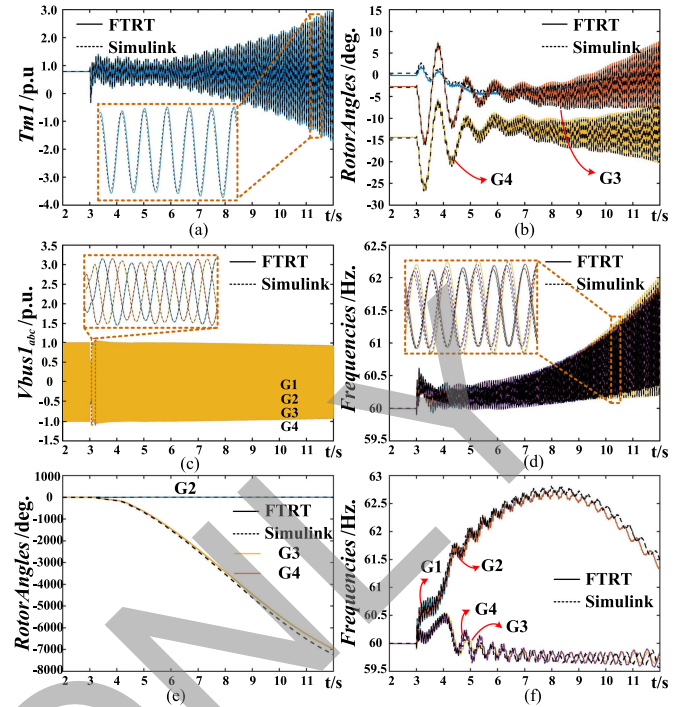 3.0
2.0
1.0
0.0
-1.0
-2.0
-3.0
-4.0
Tm1 /p.u
FTRT
Simulink
2 3 4 5 6 7 8 9 10 11 t/s
(a)
15
10
5
0
-5
-10
-15
-20
-25
-30
RotorAngles /deg.
FTRT
Simulink
G4
G3
2 3 4 5 6 7 8 9 10 11 t/s
(b)
3.5
3.0
2.5
2.0
1.5
1.0
0.5
0
-0.5
-1.0
-1.5
Vbus1abc /p.u.
FTRT
Simulink
G1
G2
G3
G4
2 3 4 5 6 7 8 9 10 11 t/s
(c)
62.5
62
61.5
61
60.5
60
59.5
Frequencies /Hz.
FTRT
Simulink
2 3 4 5 6 7 8 9 10 11 t/s
(d)
1000
0
-1000
-2000
-3000
-4000
-5000
-6000
-7000
-8000
RotorAngles /deg.
G2
FTRT
Simulink
G3
G4
2 3 4 5 6 7 8 9 10 11 t/s
(e)
63
62.5
62
61.5
61
60.5
60
59.5
Frequencies /Hz.
G1
G2
G4
G3
FTRT
Simulink
2 3 4 5 6 7 8 9 10 11 t/s
(f)